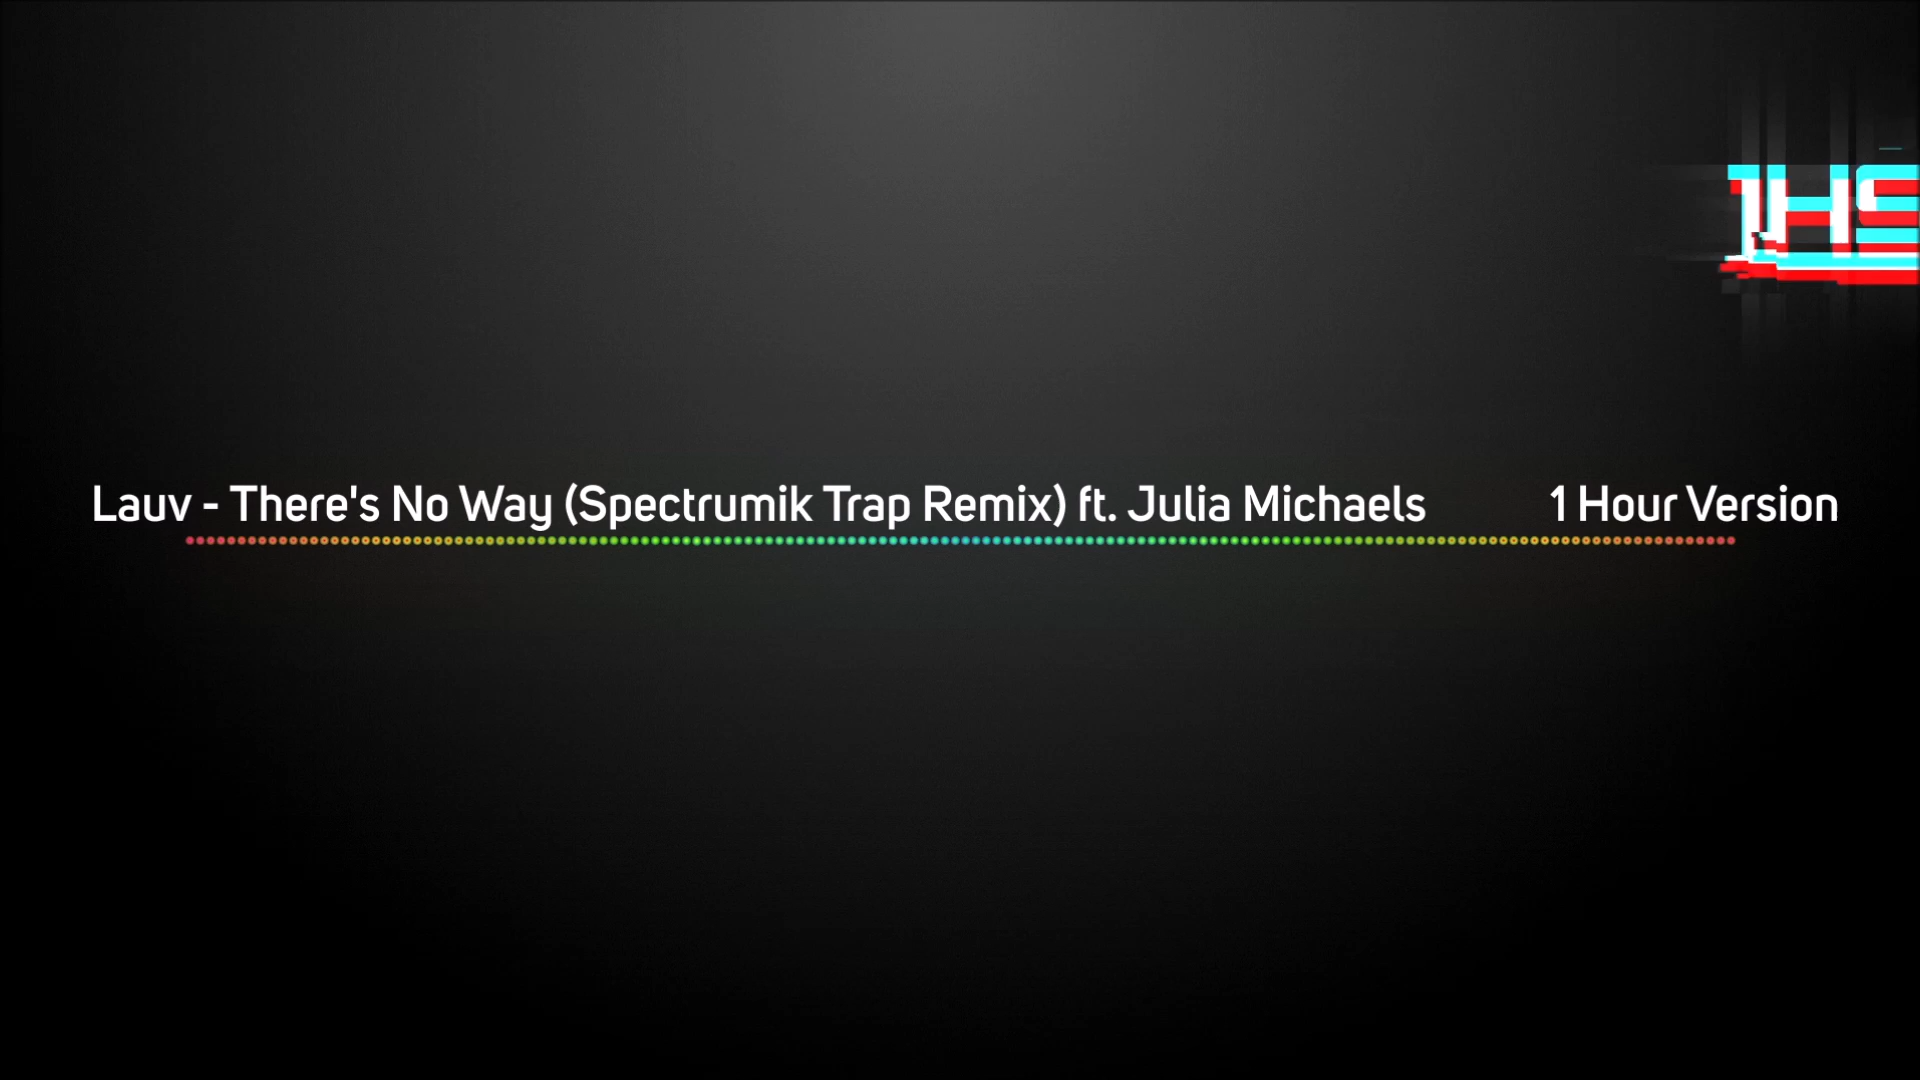 1HS
Lauv - There's No Way (Spectrumik Trap Remix) ft. Julia Michaels 1 Hour Version